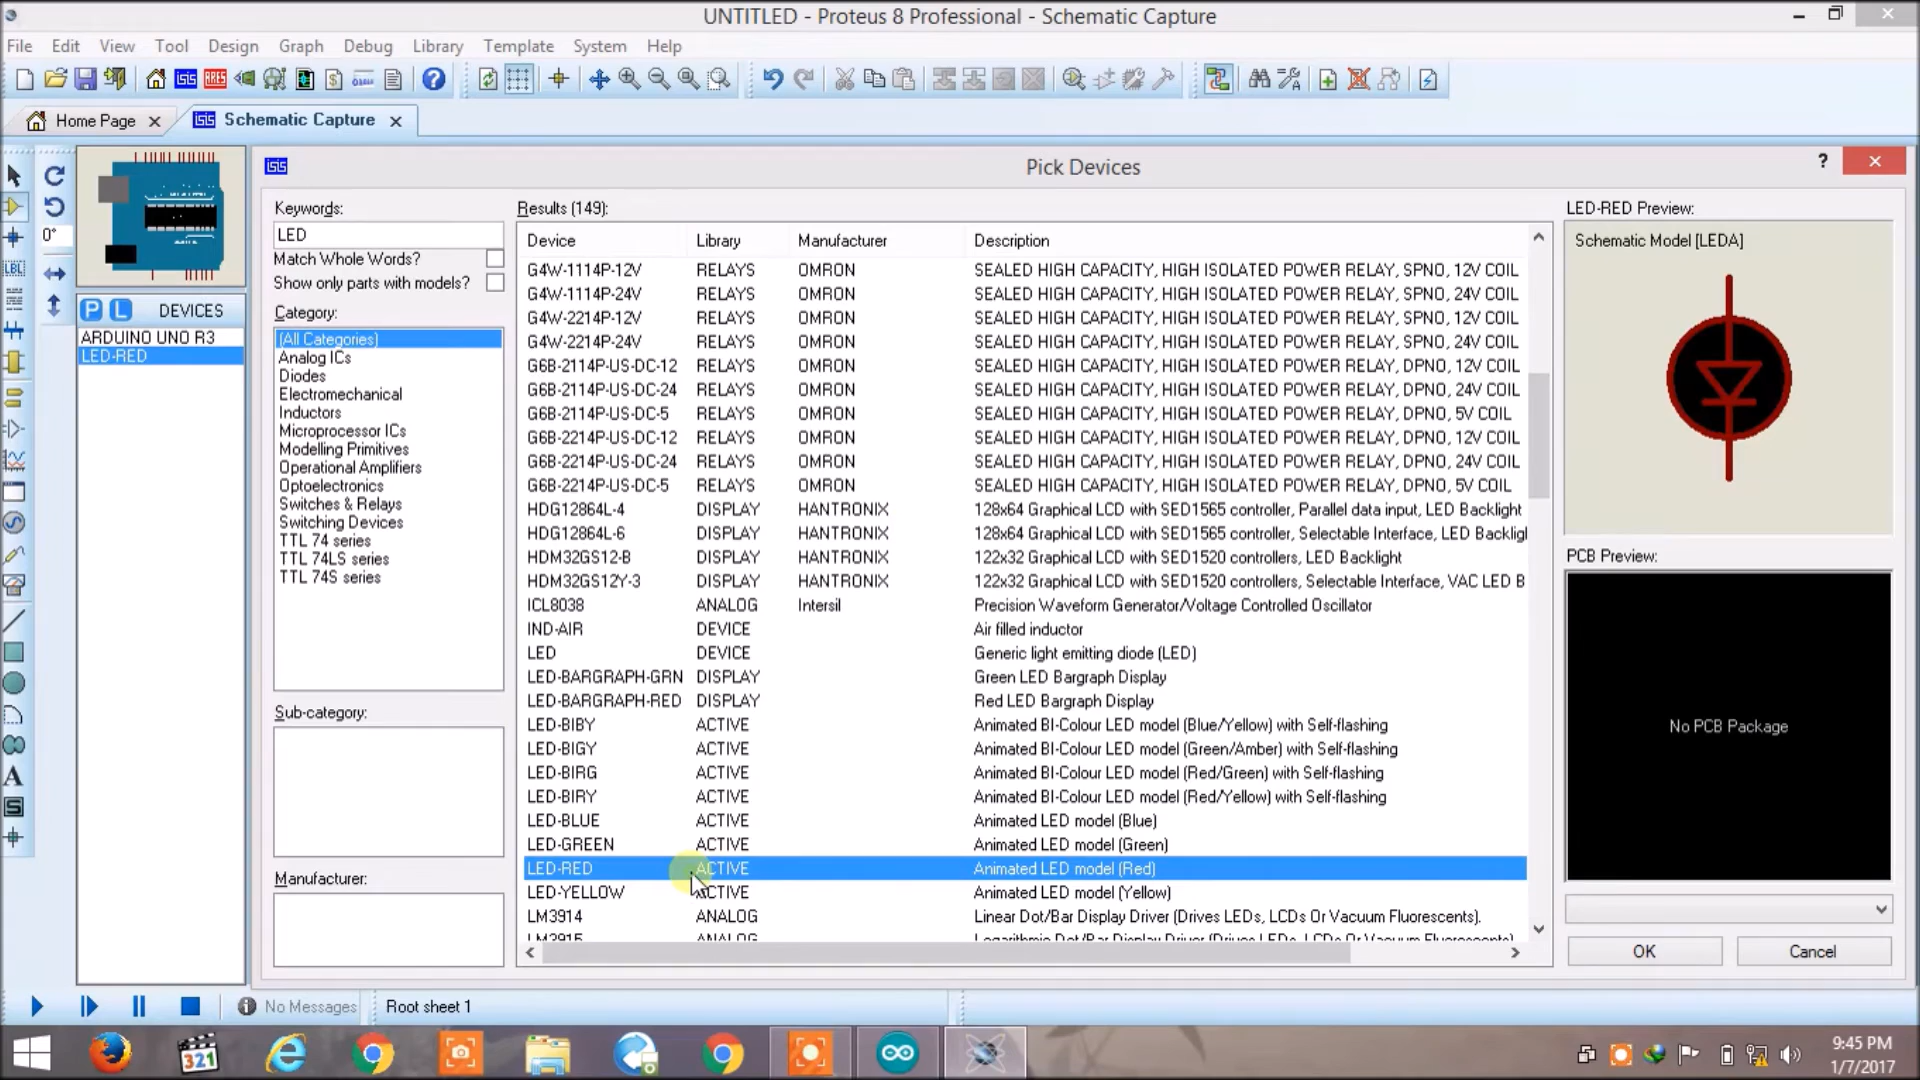 UNTITLED - Proteus 8 Professional - Schematic Capture
File Edit View Tool Design Graph Debug Library Template System Help
Home Page
Schematic Capture
isis
Pick Devices
?
0°
LBL
P L DEVICES
ARDUINO UNO R3
LED-RED
Keywords:
LED
Match Whole Words?
Show only parts with models?
Category:
(All Categories)
Analog ICs
Diodes
Electromechanical
Inductors
Microprocessor ICs
Modelling Primitives
Operational Amplifiers
Optoelectronics
Switches & Relays
Switching Devices
TTL 74 series
TTL 74LS series
TTL 74S series
Sub-category:
Manufacturer:
Results (149):
Device Library Manufacturer Description
G4W-1114P-12V RELAYS OMRON SEALED HIGH CAPACITY, HIGH ISOLATED POWER RELAY, SPNO, 12V COIL
G4W-1114P-24V RELAYS OMRON SEALED HIGH CAPACITY, HIGH ISOLATED POWER RELAY, SPNO, 24V COIL
G4W-2214P-12V RELAYS OMRON SEALED HIGH CAPACITY, HIGH ISOLATED POWER RELAY, SPNO, 12V COIL
G4W-2214P-24V RELAYS OMRON SEALED HIGH CAPACITY, HIGH ISOLATED POWER RELAY, SPNO, 24V COIL
G6B-2114P-US-DC-12 RELAYS OMRON SEALED HIGH CAPACITY, HIGH ISOLATED POWER RELAY, DPNO, 12V COIL
G6B-2114P-US-DC-24 RELAYS OMRON SEALED HIGH CAPACITY, HIGH ISOLATED POWER RELAY, DPNO, 24V COIL
G6B-2114P-US-DC-5 RELAYS OMRON SEALED HIGH CAPACITY, HIGH ISOLATED POWER RELAY, DPNO, 5V COIL
G6B-2214P-US-DC-12 RELAYS OMRON SEALED HIGH CAPACITY, HIGH ISOLATED POWER RELAY, DPNO, 12V COIL
G6B-2214P-US-DC-24 RELAYS OMRON SEALED HIGH CAPACITY, HIGH ISOLATED POWER RELAY, DPNO, 24V COIL
G6B-2214P-US-DC-5 RELAYS OMRON SEALED HIGH CAPACITY, HIGH ISOLATED POWER RELAY, DPNO, 5V COIL
HDG12864L-4 DISPLAY HANTRONIX 128x64 Graphical LCD with SED1565 controller, Parallel data input, LED Backlight
HDG12864L-6 DISPLAY HANTRONIX 128x64 Graphical LCD with SED1565 controller, Selectable Interface, LED Backlig
HDM32GS12-B DISPLAY HANTRONIX 122x32 Graphical LCD with SED1520 controllers, LED Backlight
HDM32GS12Y-3 DISPLAY HANTRONIX 122x32 Graphical LCD with SED1520 controllers, Selectable Interface, VAC LED B
ICL8038 ANALOG Intersil Precision Waveform Generator/Voltage Controlled Oscillator
IND-AIR DEVICE Air filled inductor
LED DEVICE Generic light emitting diode (LED)
LED-BARGRAPH-GRN DISPLAY Green LED Bargraph Display
LED-BARGRAPH-RED DISPLAY Red LED Bargraph Display
LED-BIBY ACTIVE Animated BI-Colour LED model (Blue/Yellow) with Self-flashing
LED-BIGY ACTIVE Animated BI-Colour LED model (Green/Amber) with Self-flashing
LED-BIRG ACTIVE Animated BI-Colour LED model (Red/Green) with Self-flashing
LED-BIRY ACTIVE Animated BI-Colour LED model (Red/Yellow) with Self-flashing
LED-BLUE ACTIVE Animated LED model (Blue)
LED-GREEN ACTIVE Animated LED model (Green)
LED-RED ACTIVE Animated LED model (Red)
LED-YELLOW ACTIVE Animated LED model (Yellow)
LM3914 ANALOG Linear Dot/Bar Display Driver (Drives LEDs, LCDs Or Vacuum Fluorescents).
LM3915 ANALOG Logarithmic Dot/Bar Display Driver (Drives LEDs, LCDs Or Vacuum Fluorescents)
LED-RED Preview:
Schematic Model [LEDA]
PCB Preview:
No PCB Package
OK Cancel
No Messages
Root sheet 1
321
9:45 PM
1/7/2017